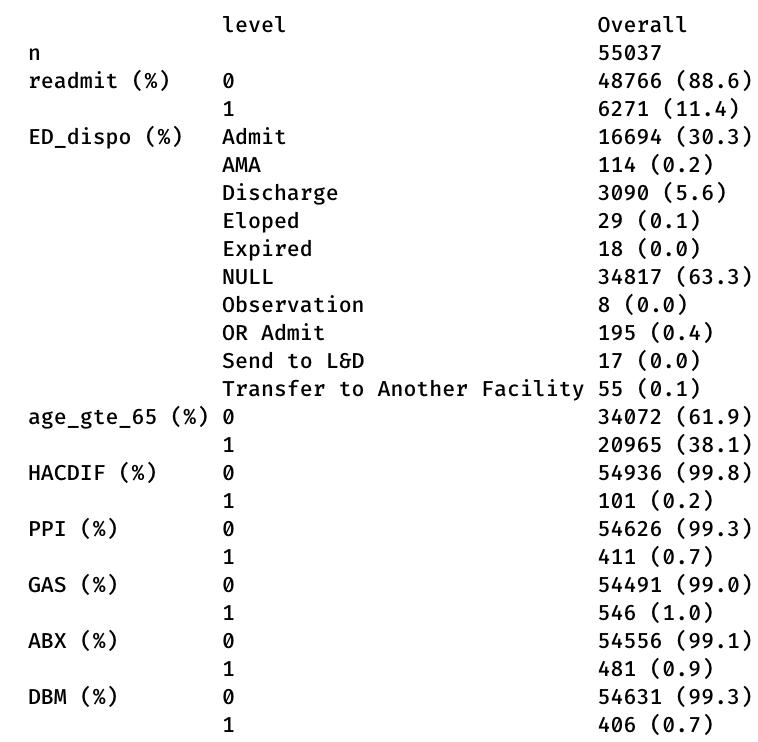 level Overall
n 55037
readmit (%) 0 48766 (88.6)
1 6271 (11.4)
ED_dispo (%) Admit 16694 (30.3)
AMA 114 (0.2)
Discharge 3090 (5.6)
Eloped 29 (0.1)
Expired 18 (0.0)
NULL 34817 (63.3)
Observation 8 (0.0)
OR Admit 195 (0.4)
Send to L&D 17 (0.0)
Transfer to Another Facility 55 (0.1)
age_gte_65 (%) 0 34072 (61.9)
1 20965 (38.1)
HACDIF (%) 0 54936 (99.8)
1 101 (0.2)
PPI (%) 0 54626 (99.3)
1 411 (0.7)
GAS (%) 0 54491 (99.0)
1 546 (1.0)
ABX (%) 0 54556 (99.1)
1 481 (0.9)
DBM (%) 0 54631 (99.3)
1 406 (0.7)